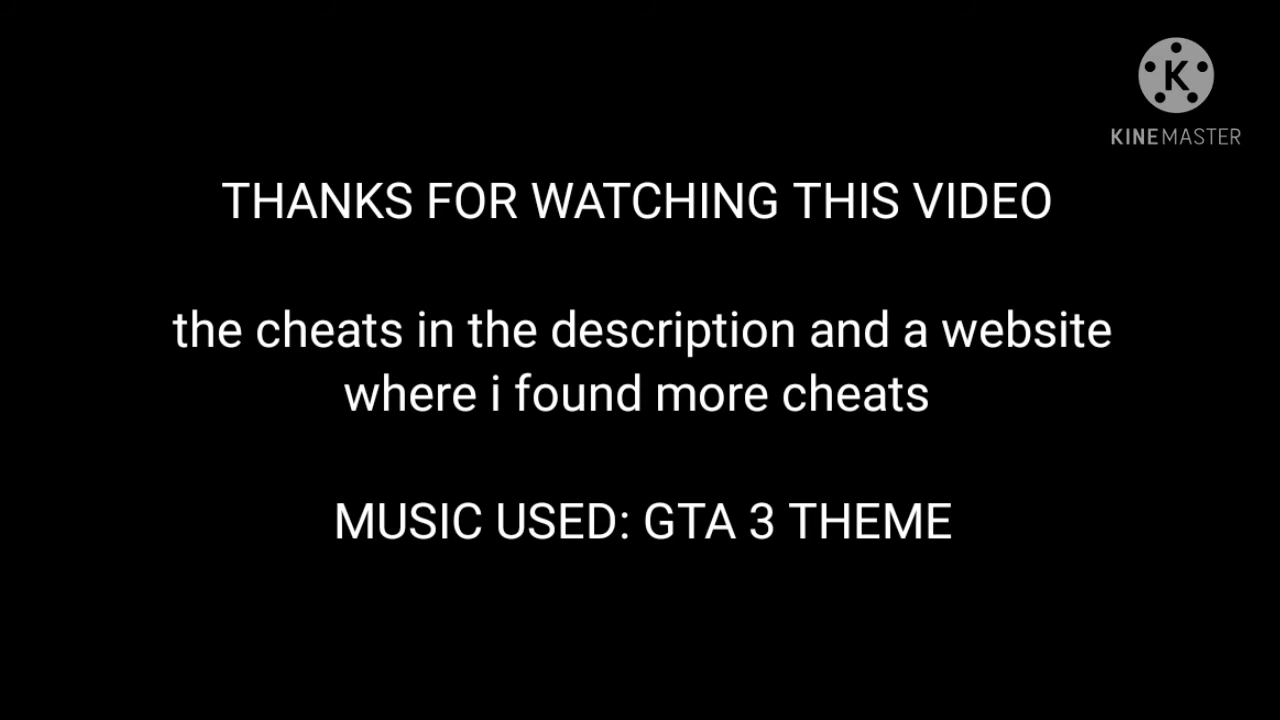 K
KINEMASTER
THANKS FOR WATCHING THIS VIDEO
the cheats in the description and a website
where i found more cheats
MUSIC USED: GTA 3 THEME